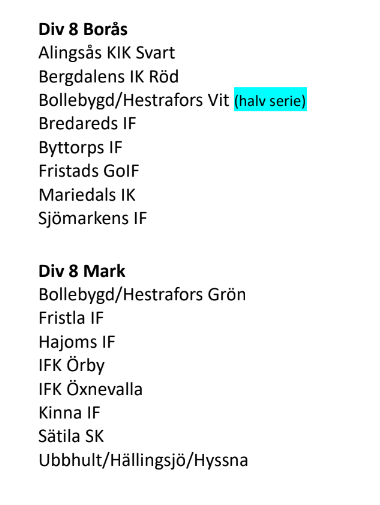 Div 8 Borås
Alingsås KIK Svart
Bergdalens IK Röd
Bollebygd/Hestrafors Vit (halv serie)
Bredareds IF
Byttorps IF
Fristads GoIF
Mariedals IK
Sjömarkens IF
Div 8 Mark
Bollebygd/Hestrafors Grön
Fristla IF
Hajoms IF
IFK Örby
IFK Öxnevalla
Kinna IF
Sätila SK
Ubbhult/Hällingsjö/Hyssna